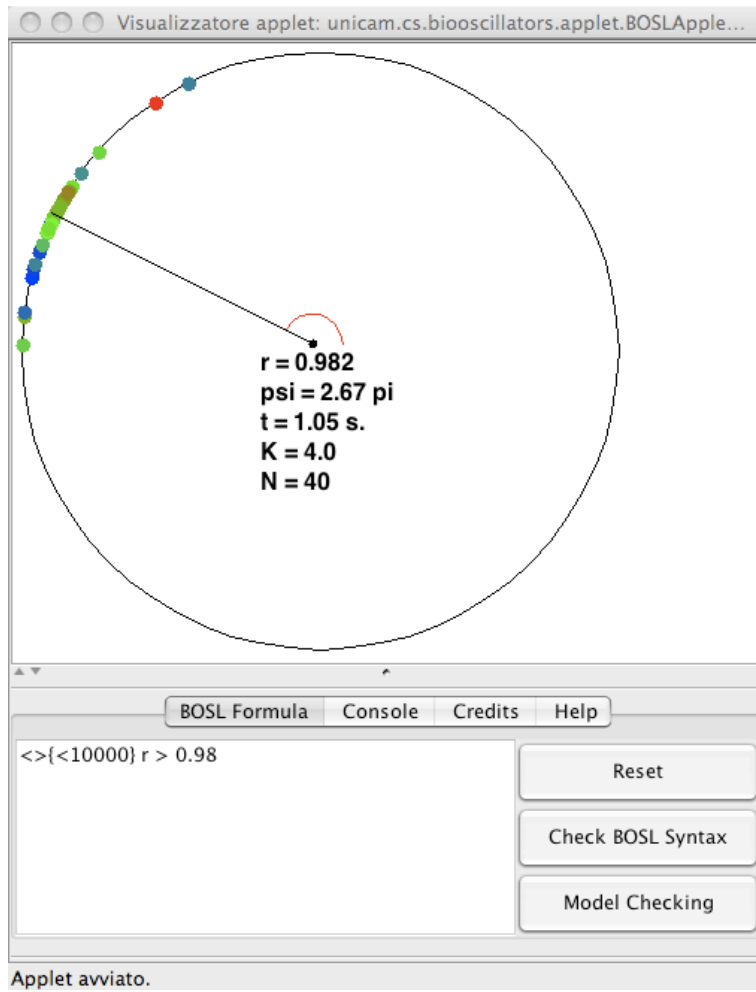 Visualizzatore applet: unicam.cs.biooscillators.applet.BOSLApple...
r = 0.982
psi = 2.67 pi
t = 1.05 s.
K = 4.0
N = 40
BOSL Formula Console Credits Help
<>{<10000} r > 0.98
Reset
Check BOSL Syntax
Model Checking
Applet avviato.